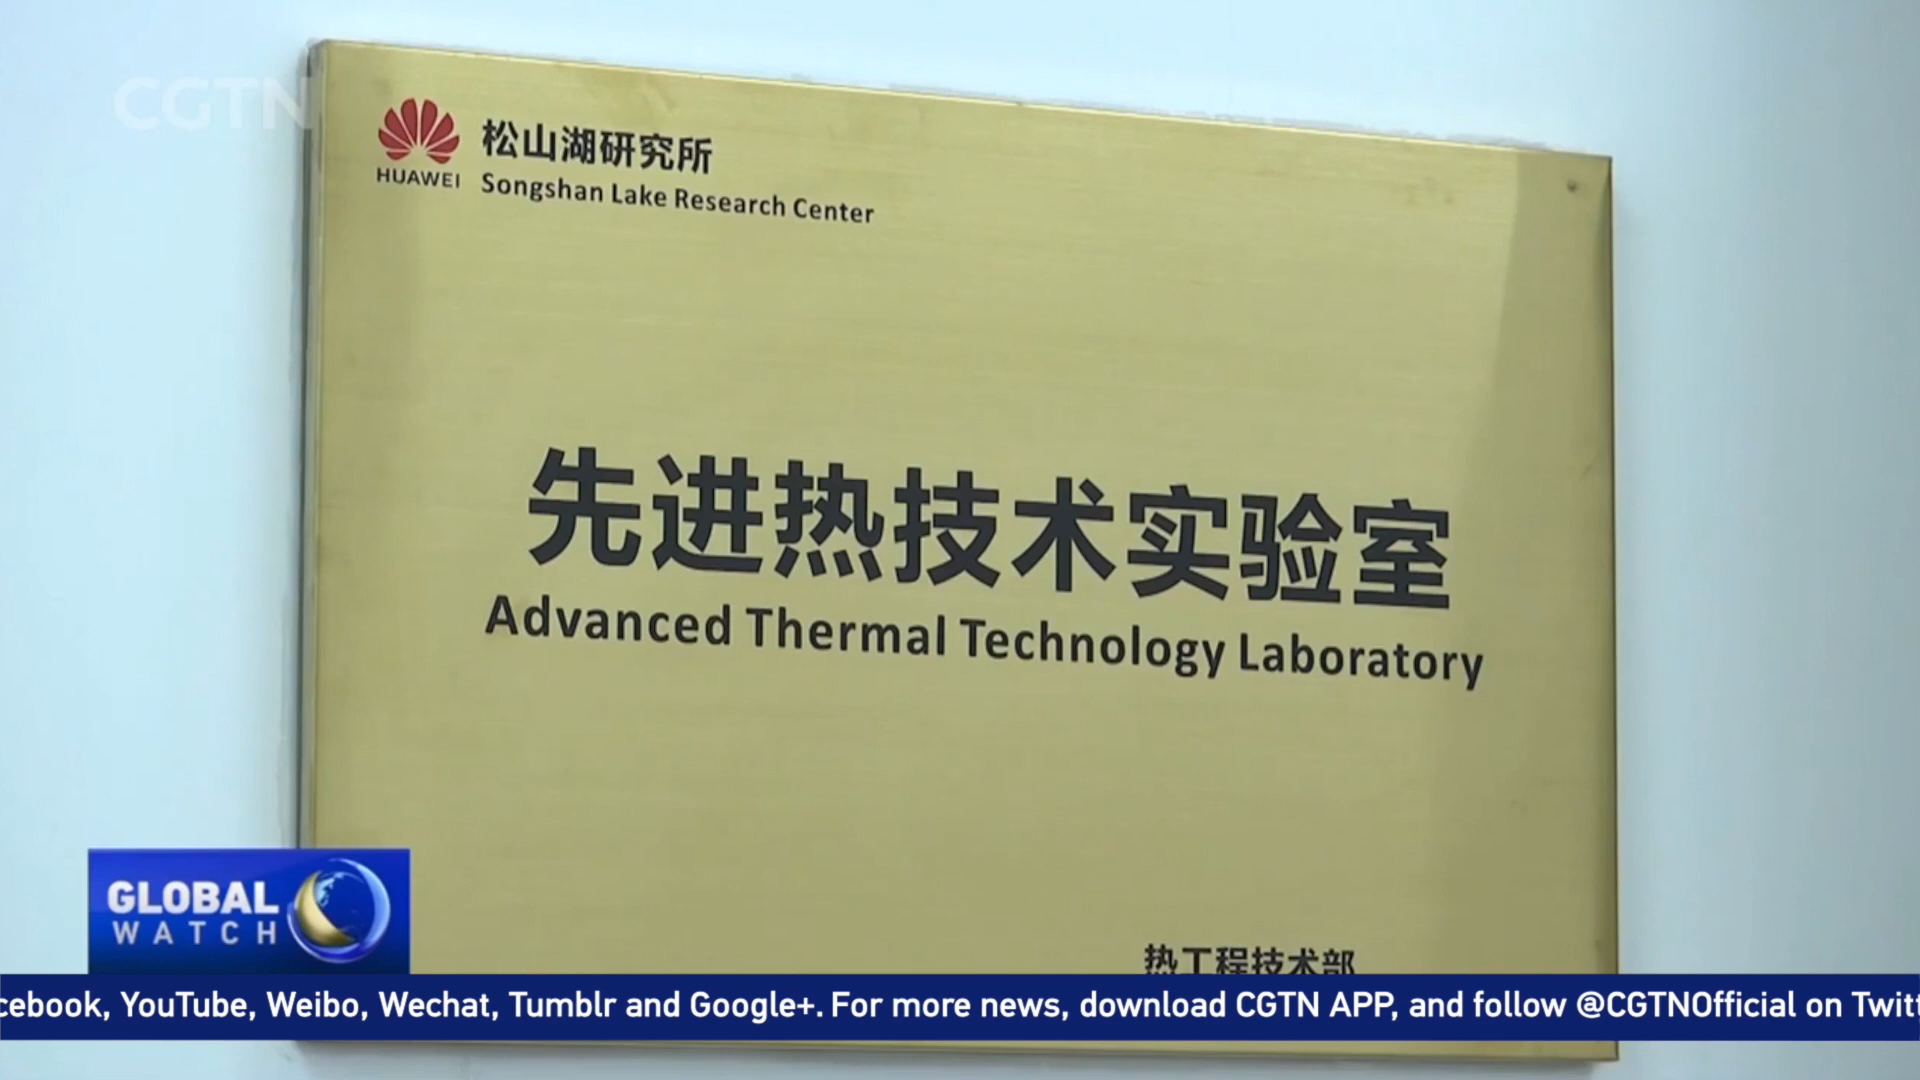 CGTN
HUAWEI
松山湖研究所
Songshan Lake Research Center
先进热技术实验室
Advanced Thermal Technology Laboratory
热工程技术部
GLOBAL
WATCH
cebook, YouTube, Weibo, Wechat, Tumblr and Google+. For more news, download CGTN APP, and follow @CGTNOfficial on Twitt